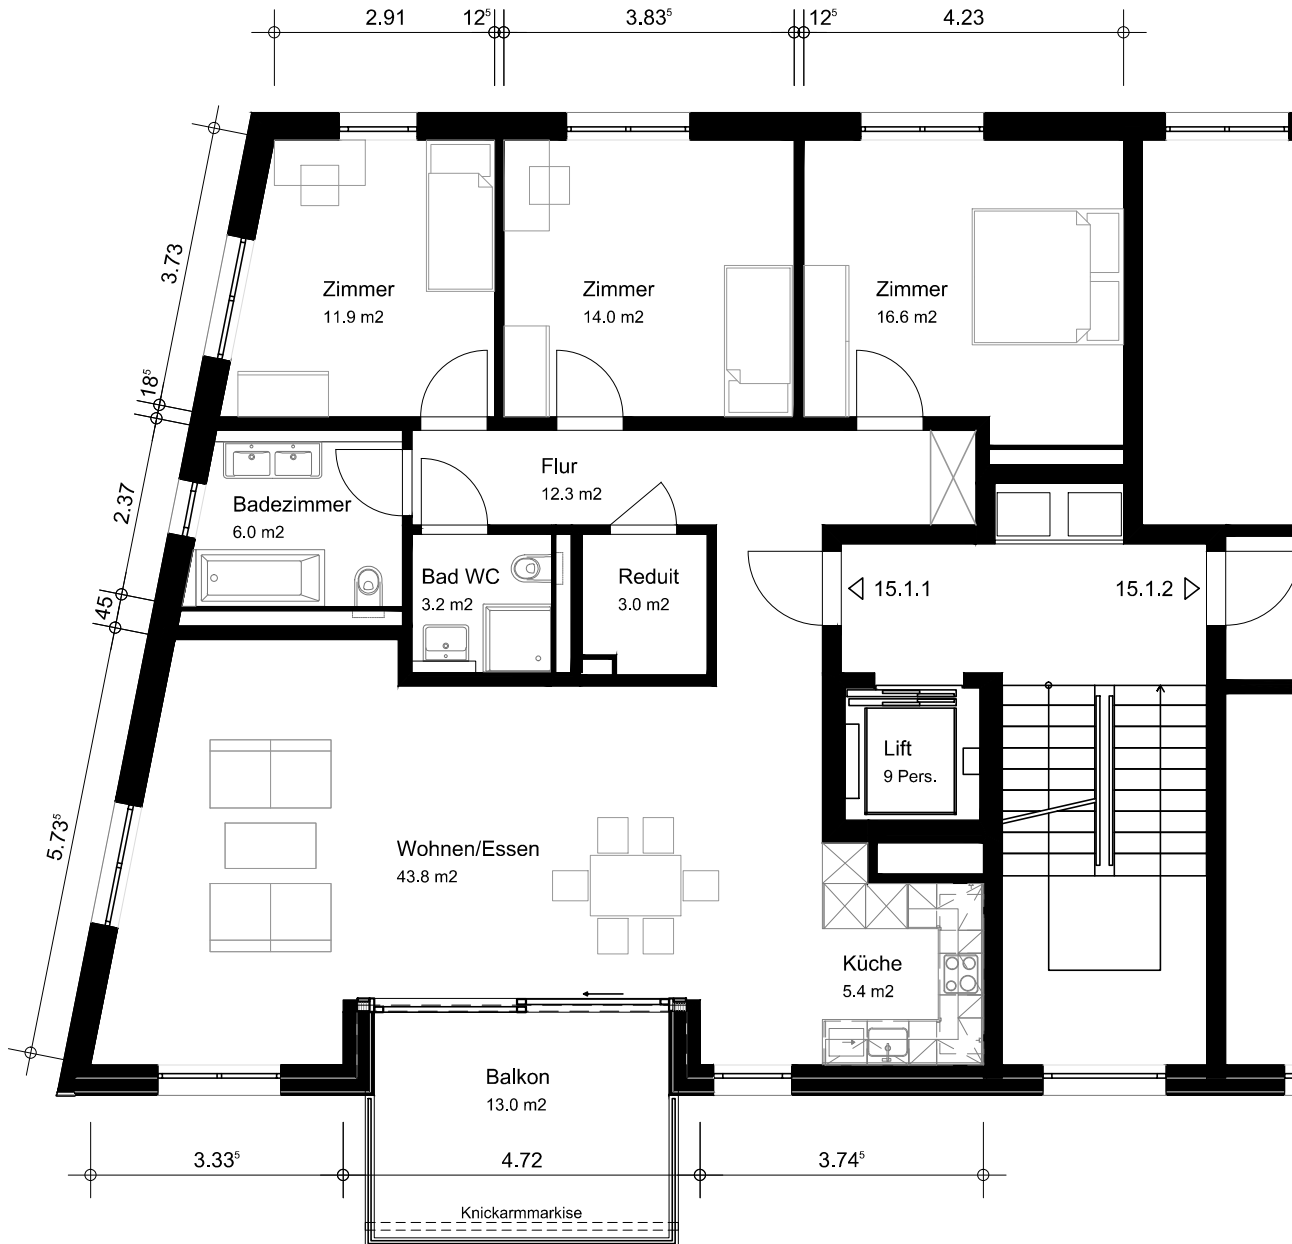 2.91 12⁵ 3.83⁵ 12⁵ 4.23
3.73
18⁵
2.37
45
5.73⁵
Zimmer
11.9 m2
Zimmer
14.0 m2
Zimmer
16.6 m2
Flur
12.3 m2
Badezimmer
6.0 m2
Bad WC
3.2 m2
Reduit
3.0 m2
15.1.1
15.1.2
Lift
9 Pers.
Wohnen/Essen
43.8 m2
Küche
5.4 m2
Balkon
13.0 m2
3.33⁵ 4.72 3.74⁵
Knickarmmarkise